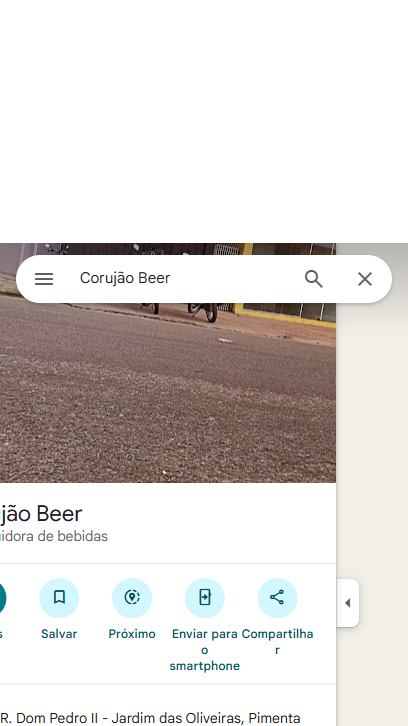 Corujão Beer
jão Beer
idora de bebidas
s
Salvar
Próximo
Enviar para
o
smartphone
Compartilha
r
R. Dom Pedro II - Jardim das Oliveiras, Pimenta